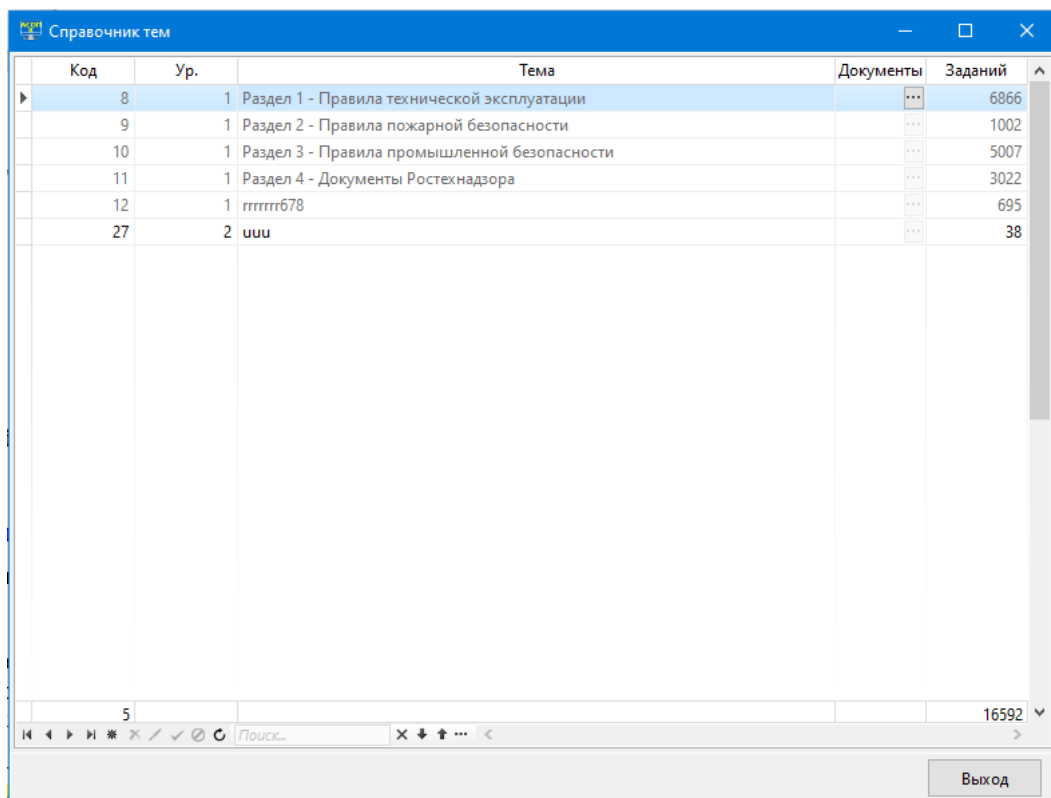 АСОП Справочник тем
Код Ур. Тема Документы Заданий
8 1 Раздел 1 - Правила технической эксплуатации ... 6866
9 1 Раздел 2 - Правила пожарной безопасности ... 1002
10 1 Раздел 3 - Правила промышленной безопасности ... 5007
11 1 Раздел 4 - Документы Ростехнадзора ... 3022
12 1 rrrrrrr678 ... 695
27 2 uuu ... 38
5 16592
Поиск...
Выход